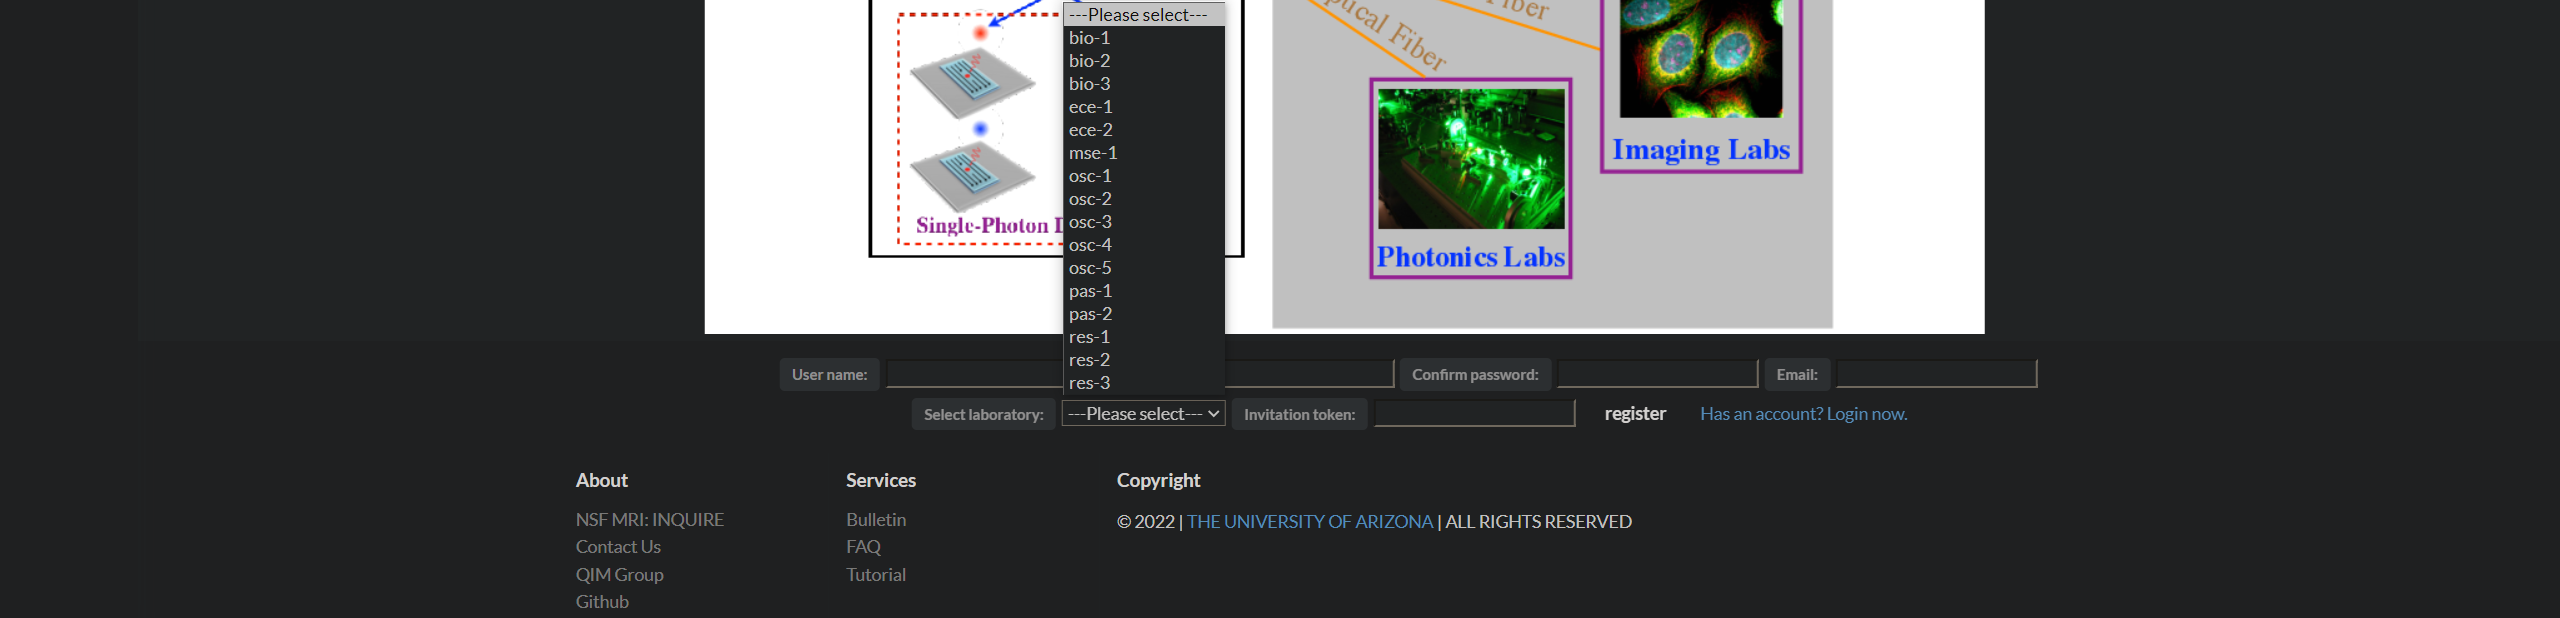 ---Please select---
bio-1
bio-2
bio-3
ece-1
ece-2
mse-1
osc-1
osc-2
osc-3
osc-4
osc-5
pas-1
pas-2
res-1
res-2
res-3
Single-Photon
Fiber
Fiber
Imaging Labs
Photonics Labs
User name:
Confirm password:
Email:
Select laboratory:
---Please select---
Invitation token:
register
Has an account? Login now.
About
NSF MRI: INQUIRE
Contact Us
QIM Group
Github
Services
Bulletin
FAQ
Tutorial
Copyright
© 2022 | THE UNIVERSITY OF ARIZONA | ALL RIGHTS RESERVED